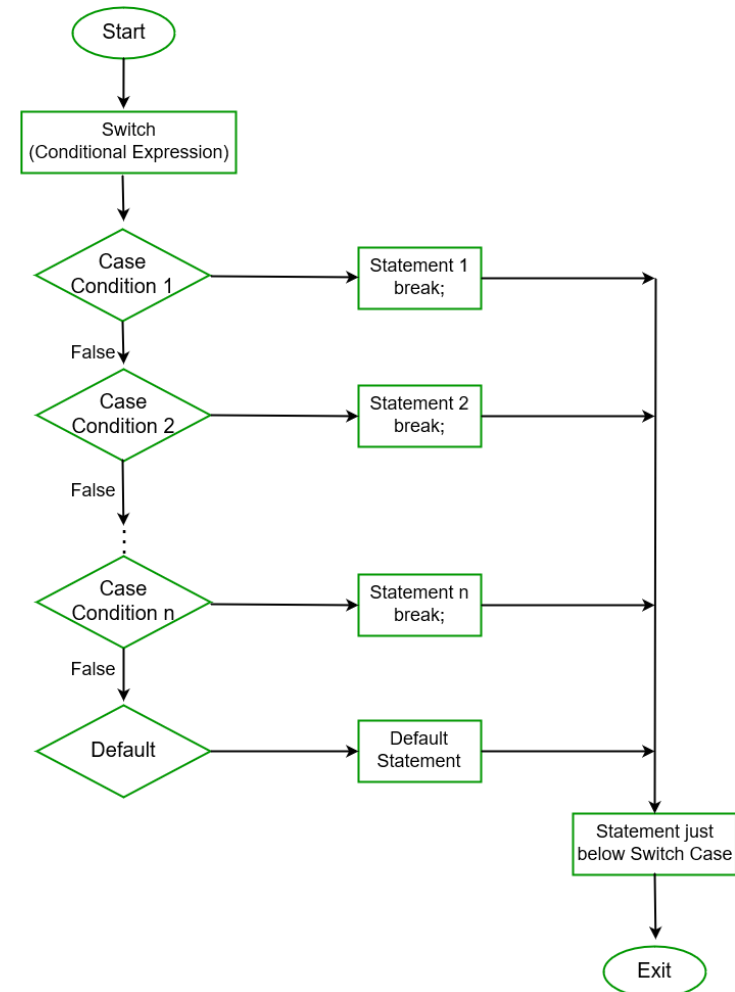 Start
Switch
(Conditional Expression)
Case
Condition 1
Statement 1
break;
False
Case
Condition 2
Statement 2
break;
False
Case
Condition n
Statement n
break;
False
Default
Default
Statement
Statement just
below Switch Case
Exit